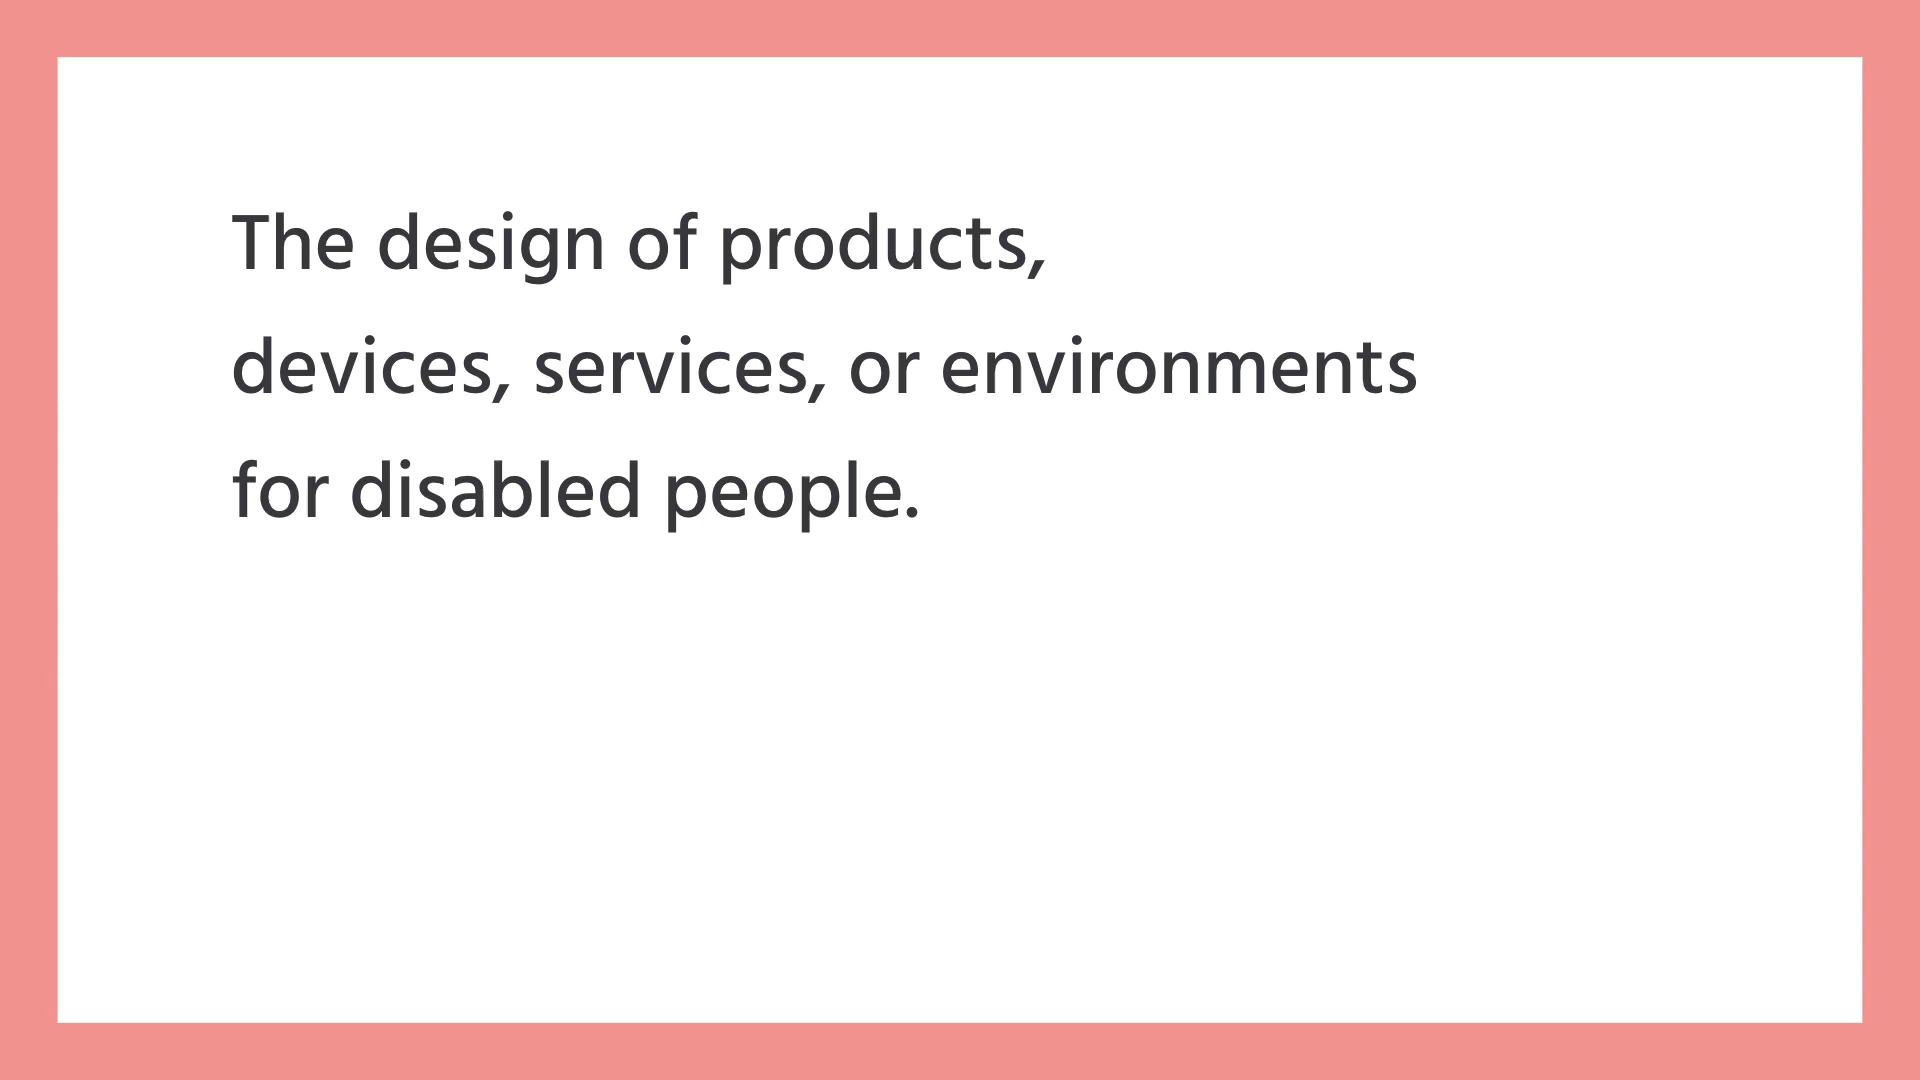 The design of products,
devices, services, or environments
for disabled people.